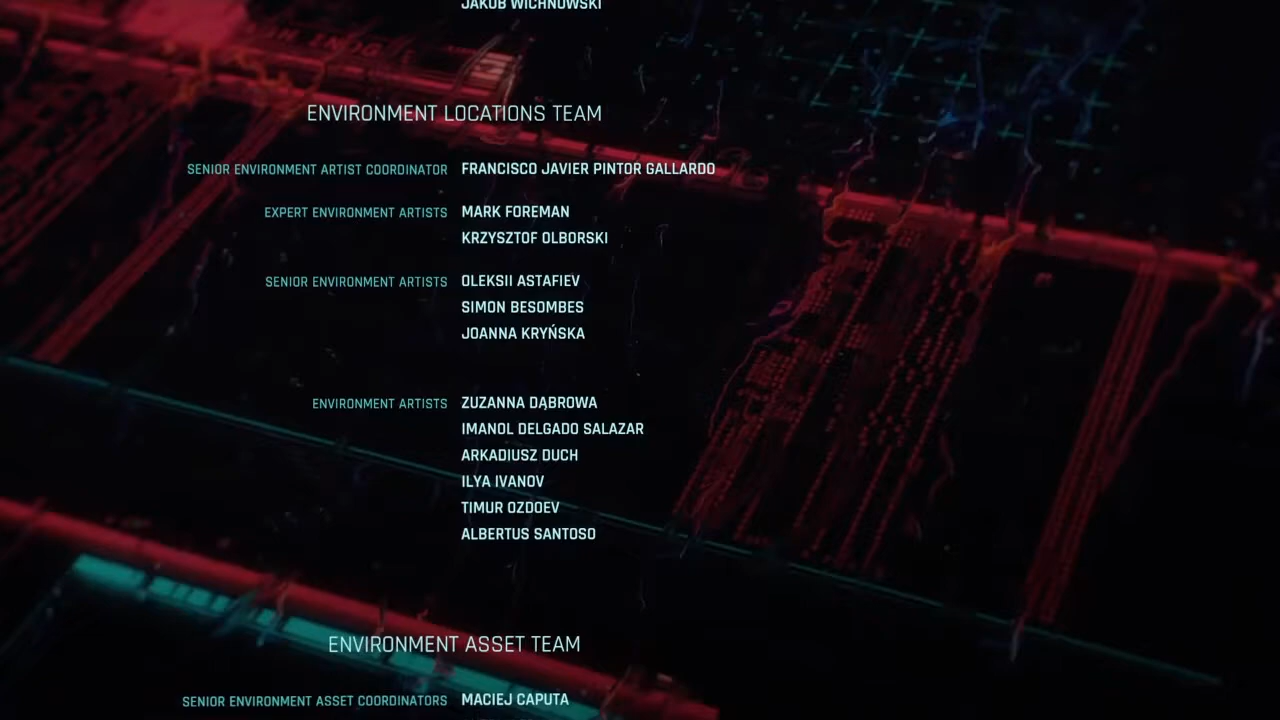 JAKUB WICHNOWSKI
ENVIRONMENT LOCATIONS TEAM
SENIOR ENVIRONMENT ARTIST COORDINATOR FRANCISCO JAVIER PINTOR GALLARDO
EXPERT ENVIRONMENT ARTISTS MARK FOREMAN
KRZYSZTOF OLBORSKI
SENIOR ENVIRONMENT ARTISTS OLEKSII ASTAFIEV
SIMON BESOMBES
JOANNA KRYŃSKA
ENVIRONMENT ARTISTS ZUZANNA DĄBROWA
IMANOL DELGADO SALAZAR
ARKADIUSZ DUCH
ILYA IVANOV
TIMUR OZDOEV
ALBERTUS SANTOSO
ENVIRONMENT ASSET TEAM
SENIOR ENVIRONMENT ASSET COORDINATORS MACIEJ CAPUTA